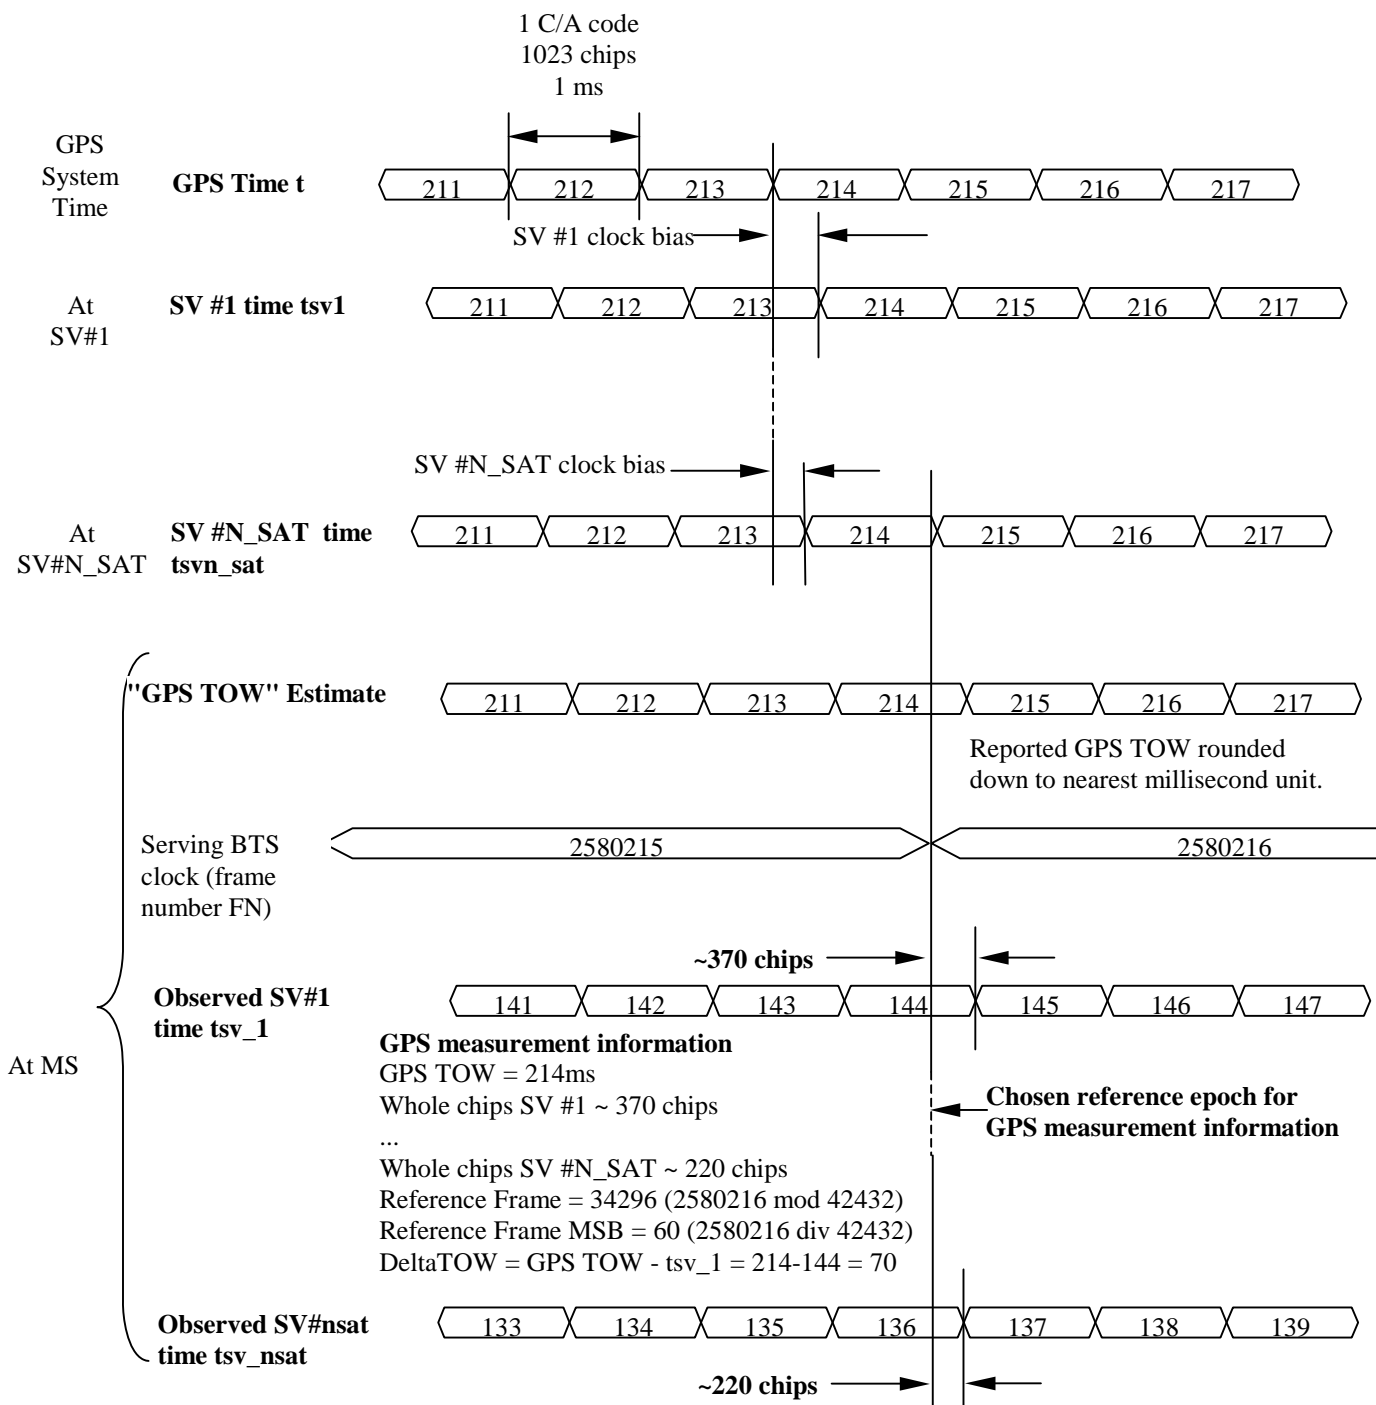 1 C/A code
1023 chips
1 ms
GPS
System
Time
GPS Time t
211 212 213 214 215 216 217
SV #1 clock bias
At
SV#1
SV #1 time tsv1
211 212 213 214 215 216 217
SV #N_SAT clock bias
At
SV#N_SAT
SV #N_SAT time
tsvn_sat
211 212 213 214 215 216 217
"GPS TOW" Estimate
211 212 213 214 215 216 217
Reported GPS TOW rounded
down to nearest millisecond unit.
Serving BTS
clock (frame
number FN)
2580215 2580216
~370 chips
Observed SV#1
time tsv_1
141 142 143 144 145 146 147
At MS
GPS measurement information
GPS TOW = 214ms
Whole chips SV #1 ~ 370 chips
...
Whole chips SV #N_SAT ~ 220 chips
Reference Frame = 34296 (2580216 mod 42432)
Reference Frame MSB = 60 (2580216 div 42432)
DeltaTOW = GPS TOW - tsv_1 = 214-144 = 70
Chosen reference epoch for
GPS measurement information
Observed SV#nsat
time tsv_nsat
133 134 135 136 137 138 139
~220 chips